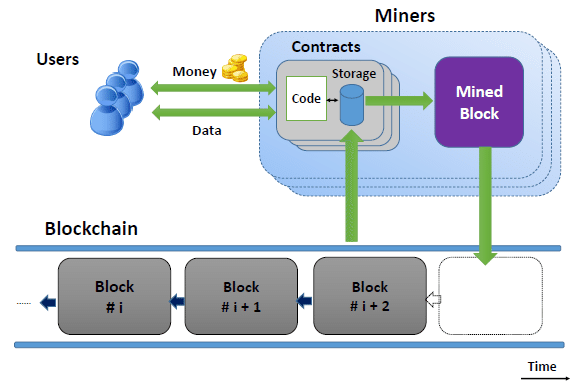 Miners
Users
Contracts
Money
Storage
Code
Mined
Block
Data
Blockchain
Block
# i
Block
# i + 1
Block
# i + 2
......
Time